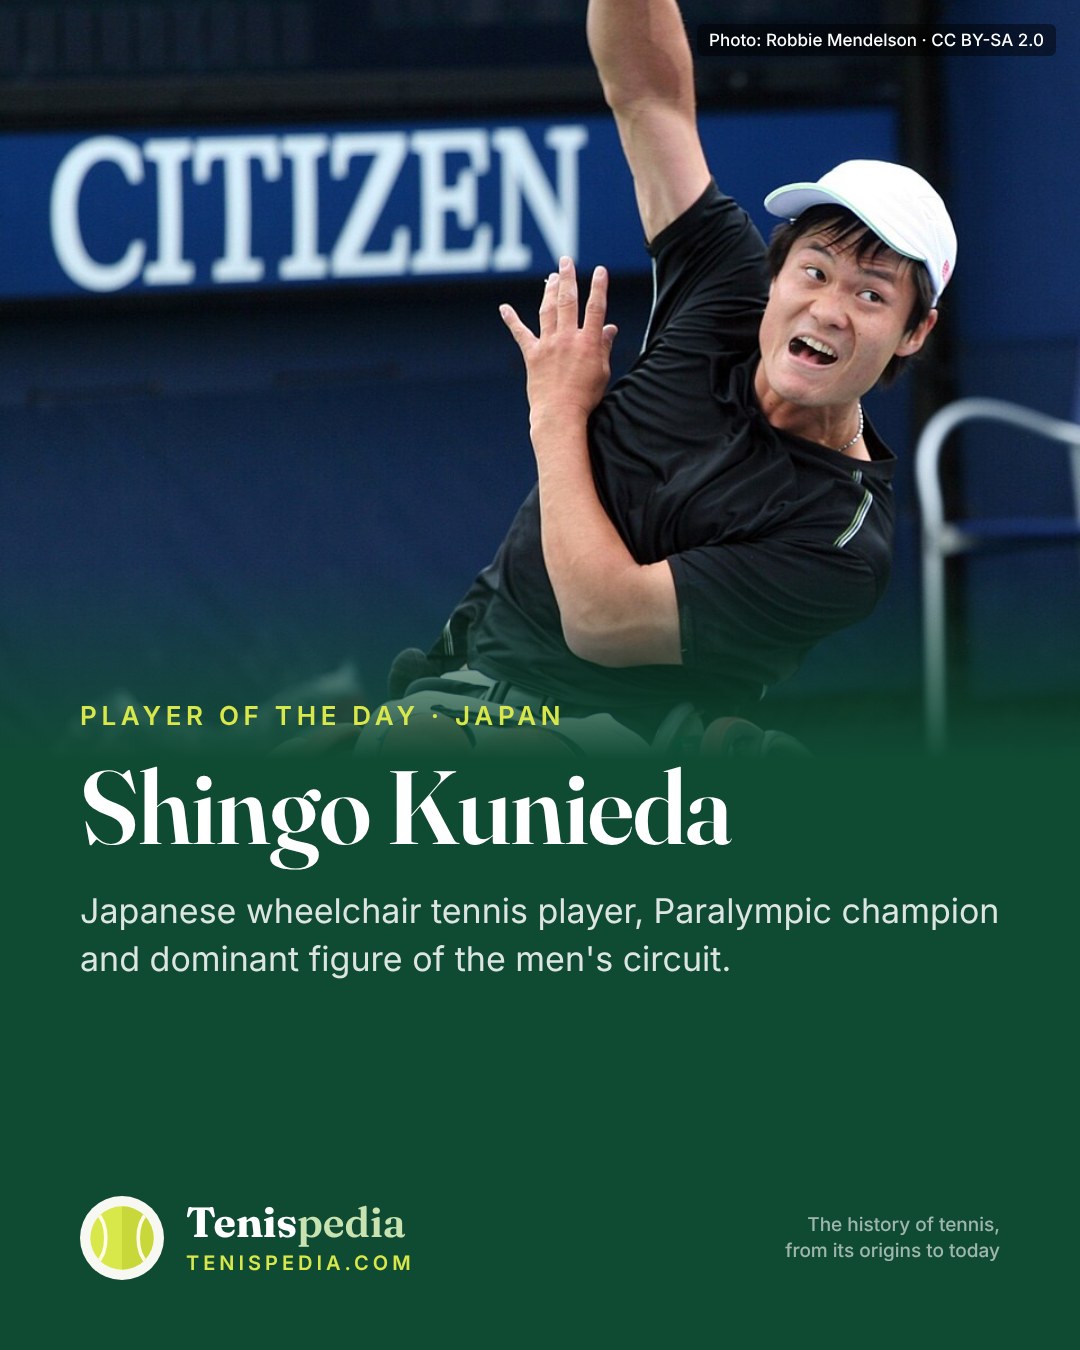 Photo: Robbie Mendelson · CC BY-SA 2.0
CITIZEN
PLAYER OF THE DAY · JAPAN
Shingo Kunieda
Japanese wheelchair tennis player, Paralympic champion
and dominant figure of the men's circuit.
Tenispedia
TENISPEDIA.COM
The history of tennis,
from its origins to today